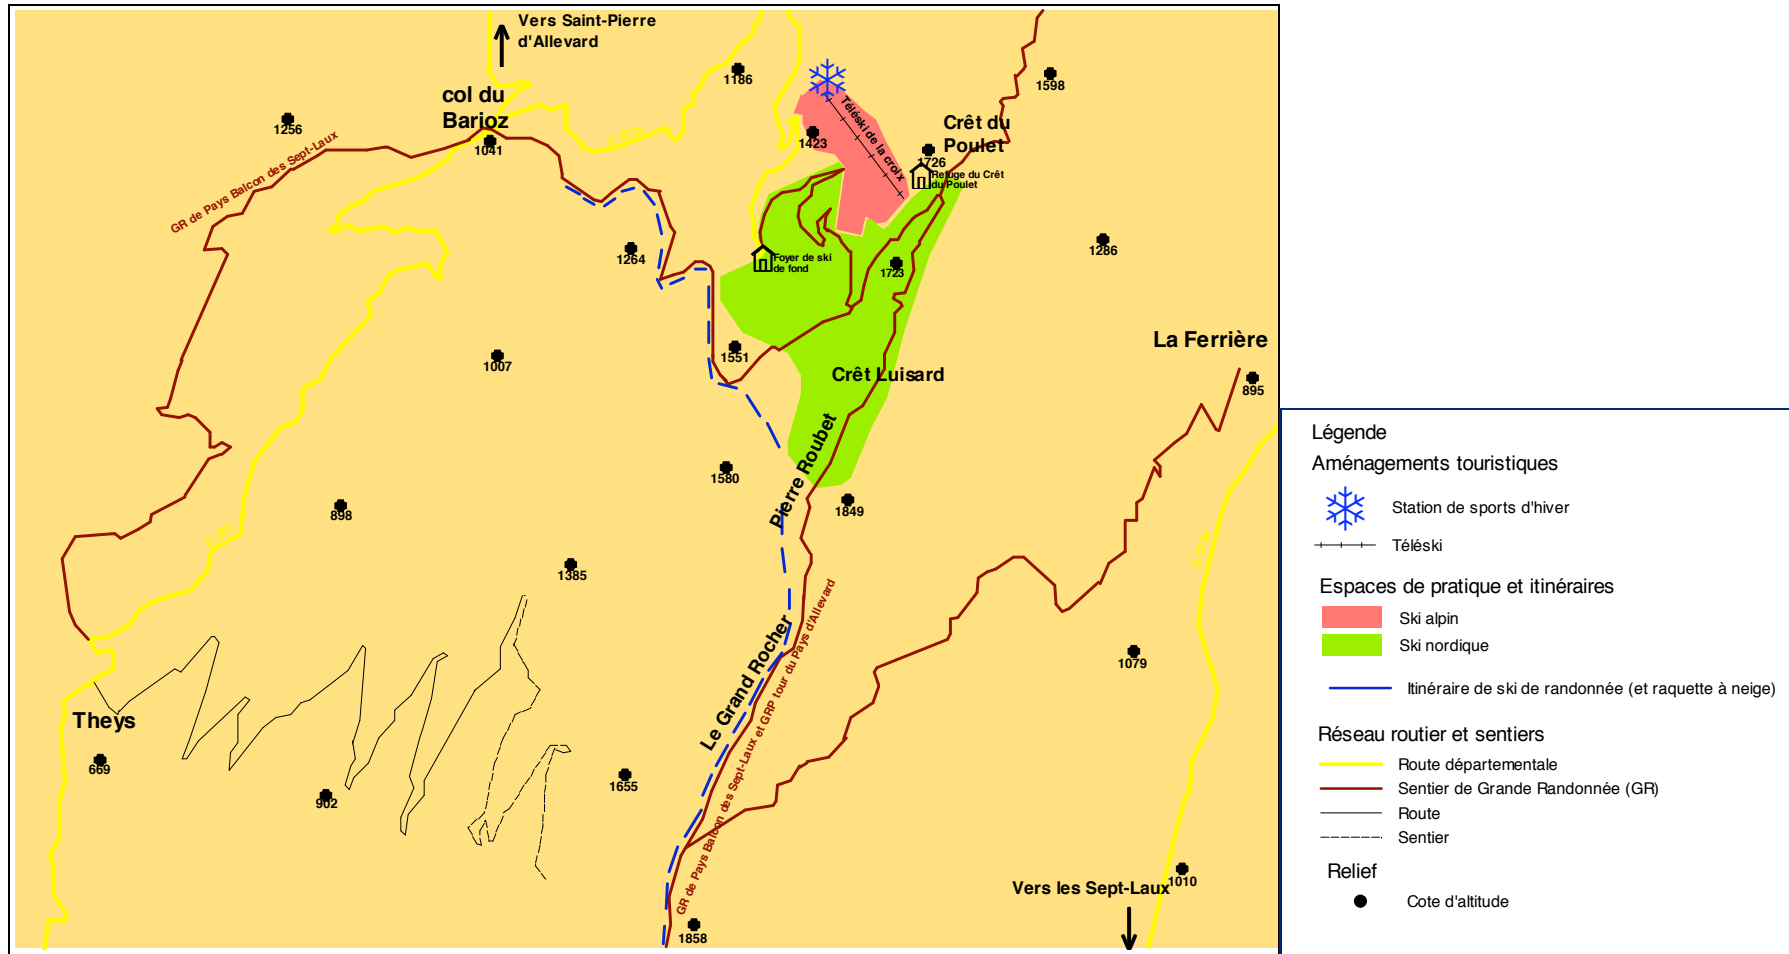 Vers Saint-Pierre
d'Allevard
1186
1598
col du
Barioz
1256
1041
GR de Pays Balcon des Sept-Laux
Téléski de la croix
1423
Crêt du
Poulet
1726
Refuge du Crêt
du Poulet
1264
Foyer de ski
de fond
1723
1286
1007
1551
La Ferrière
Crêt Luisard
895
Pierre Roubet
1580
1849
898
1385
Le Grand Rocher
GR de Pays Balcon des Sept-Laux et GRP tour du Pays d'Allevard
1079
Theys
669
902
1655
1858
1010
Vers les Sept-Laux
Légende
Aménagements touristiques
Station de sports d'hiver
Téléski
Espaces de pratique et itinéraires
Ski alpin
Ski nordique
Itinéraire de ski de randonnée (et raquette à neige)
Réseau routier et sentiers
Route départementale
Sentier de Grande Randonnée (GR)
Route
Sentier
Relief
Cote d'altitude